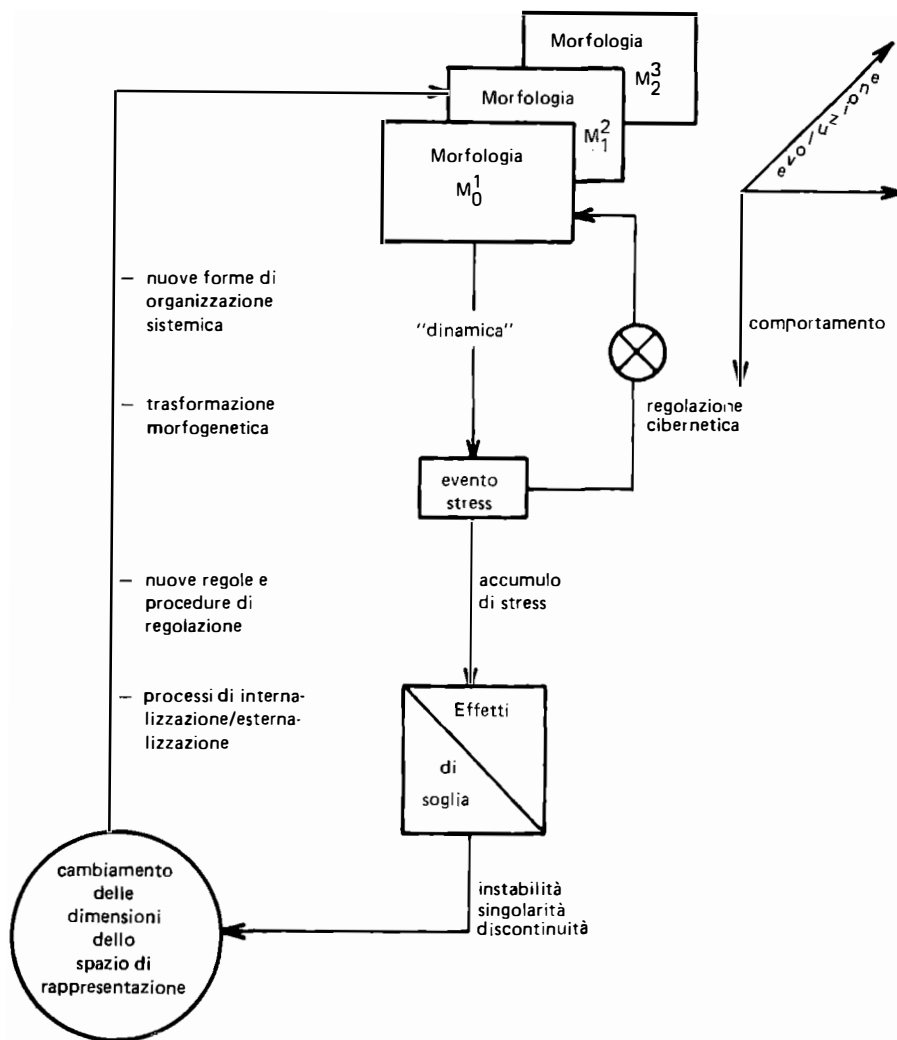 Morfologia
M₂³
Morfologia
M₁²
Morfologia
M₀¹
evoluzione
comportamento
"dinamica"
regolazione
cibernetica
evento
stress
accumulo
di stress
Effetti
di
soglia
instabilità
singolarità
discontinuità
cambiamento
delle
dimensioni
dello
spazio di
rappresentazione
– processi di interna-
lizzazione/esterna-
lizzazione
– nuove regole e
procedure di
regolazione
– trasformazione
morfogenetica
– nuove forme di
organizzazione
sistemica